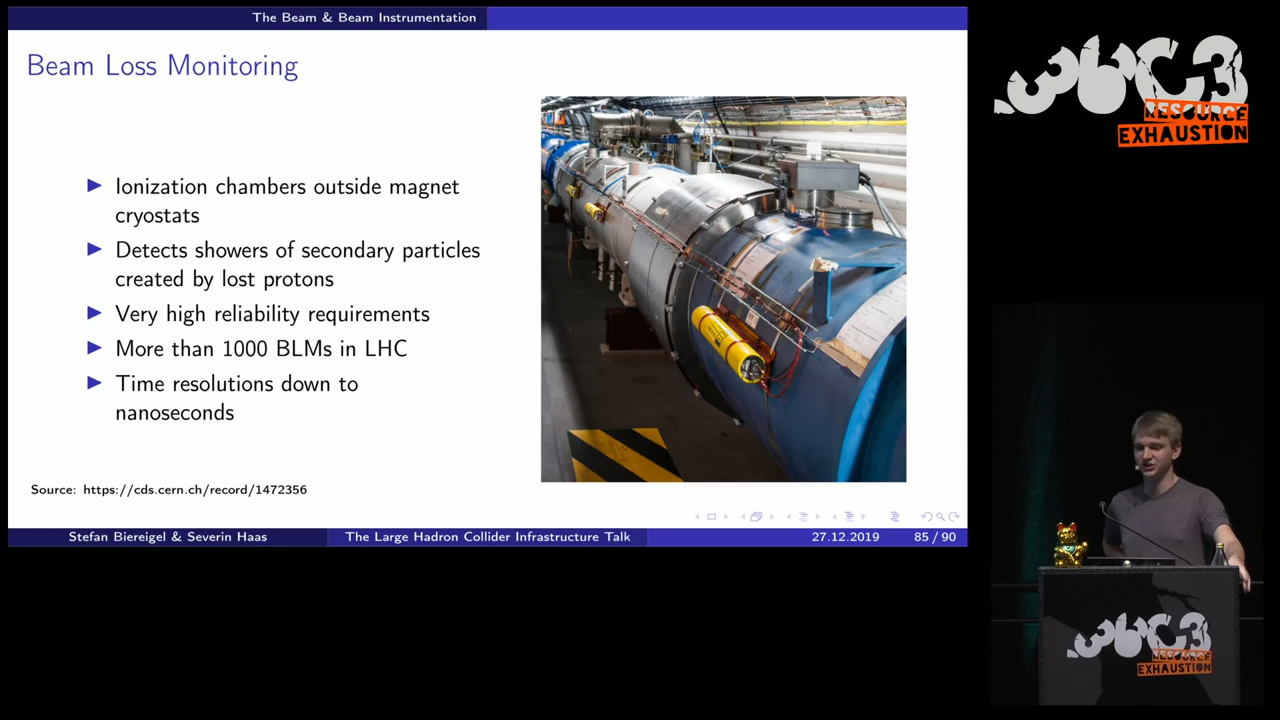 The Beam & Beam Instrumentation
Beam Loss Monitoring
Ionization chambers outside magnet
cryostats
Detects showers of secondary particles
created by lost protons
Very high reliability requirements
More than 1000 BLMs in LHC
Time resolutions down to
nanoseconds
Source: https://cds.cern.ch/record/1472356
Stefan Biereigel & Severin Haas
The Large Hadron Collider Infrastructure Talk
27.12.2019
85 / 90
36C3
RESOURCE
EXHAUSTION
36C3
RESOURCE
EXHAUSTION